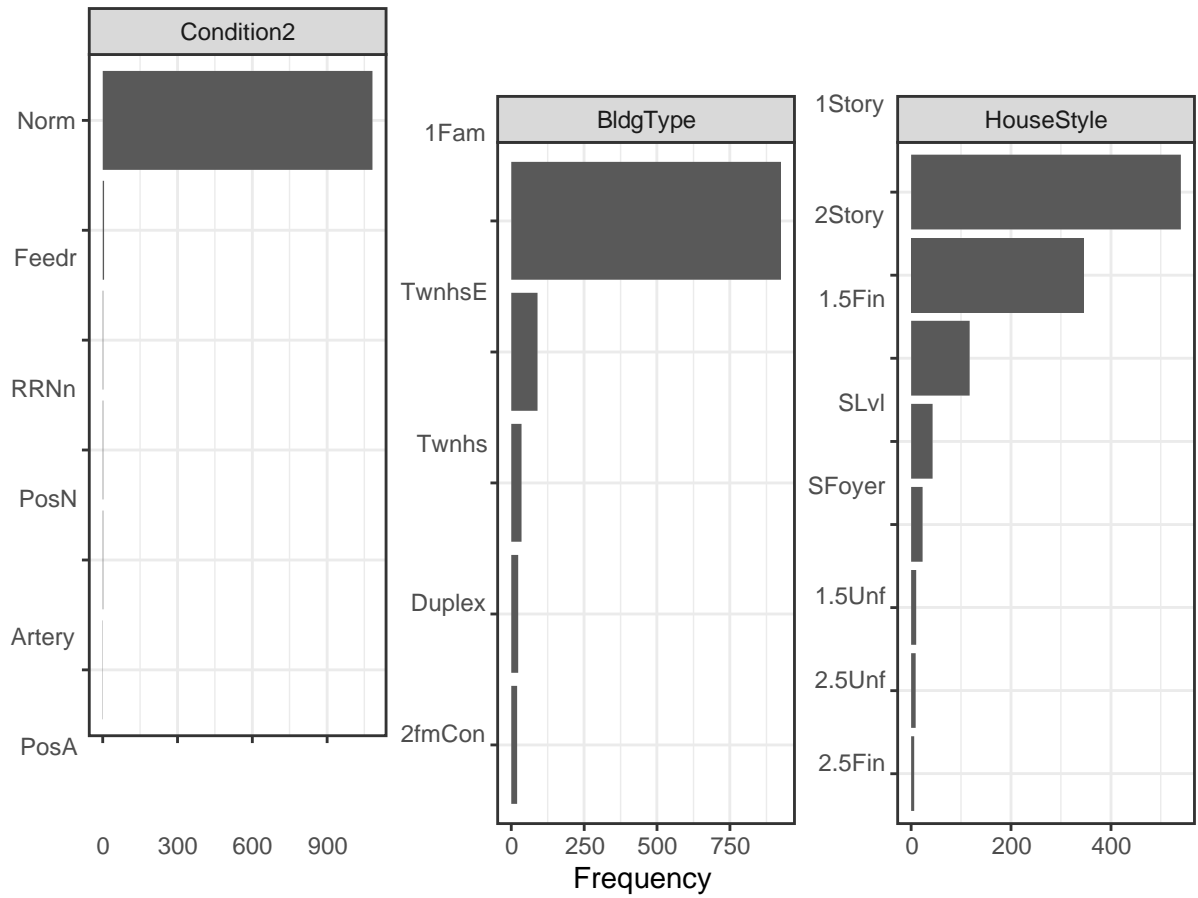 Condition2
Norm
Feedr
RRNn
PosN
Artery
PosA
0 300 600 900
BldgType
1Fam
TwnhsE
Twnhs
Duplex
2fmCon
0 250 500 750
Frequency
HouseStyle
1Story
2Story
1.5Fin
SLvl
SFoyer
1.5Unf
2.5Unf
2.5Fin
0 200 400